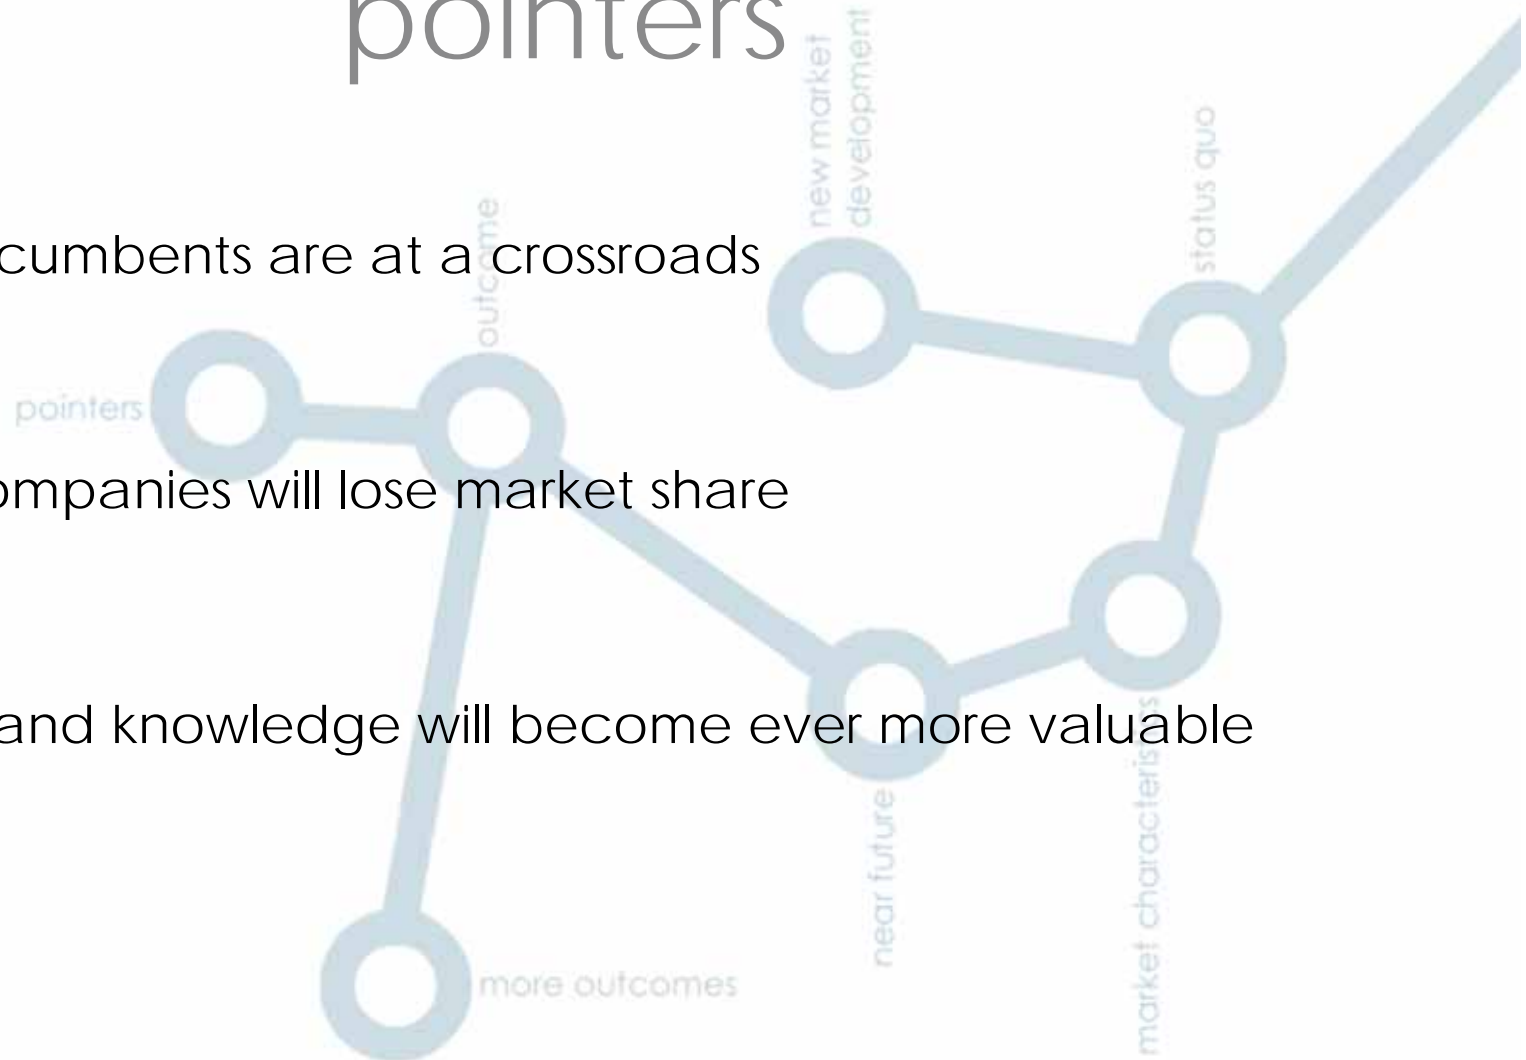 pointers
new market
development
status quo
outcome
cumbents are at a crossroads
pointers
ompanies will lose market share
and knowledge will become ever more valuable
near future
market characteristics
more outcomes